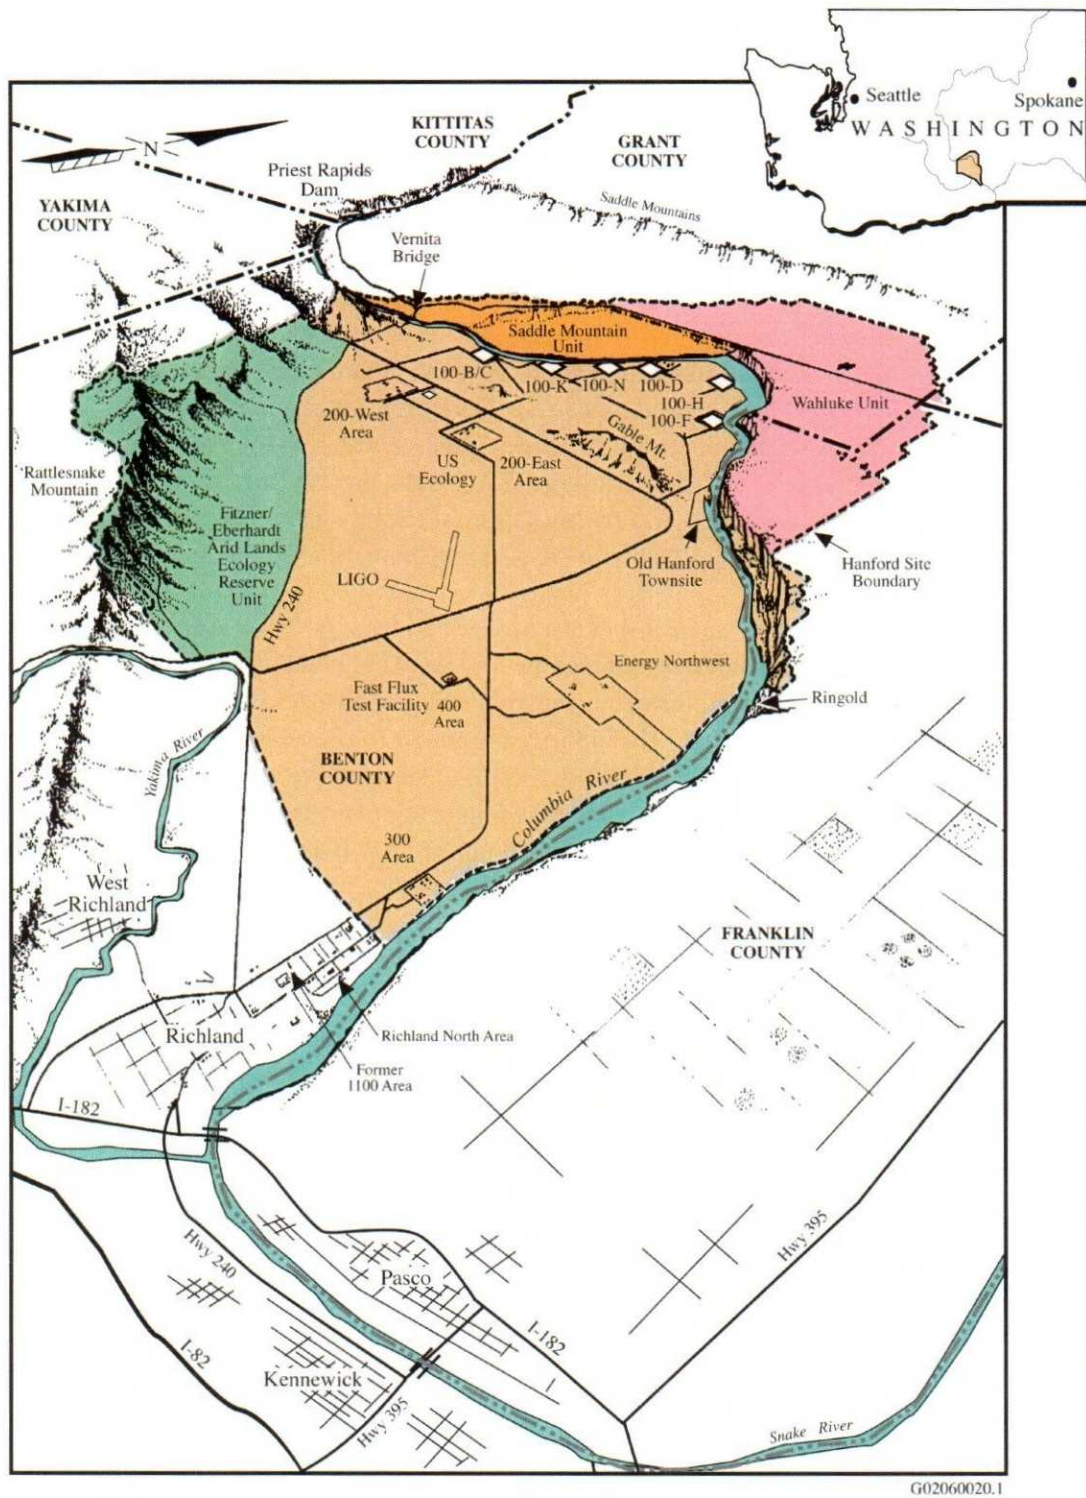 Seattle
Spokane
WASHINGTON
KITTITAS
COUNTY
GRANT
COUNTY
N
Priest Rapids
Dam
YAKIMA
COUNTY
Saddle Mountains
Vernita
Bridge
Saddle Mountain
Unit
100-B/C
100-K
100-N
100-D
100-H
100-F
Wahluke Unit
200-West
Area
Gable Mt.
US
Ecology
200-East
Area
Rattlesnake
Mountain
Fitzner/
Eberhardt
Arid Lands
Ecology
Reserve
Unit
Hwy 240
LIGO
Old Hanford
Townsite
Hanford Site
Boundary
Energy Northwest
Fast Flux
Test Facility
400
Area
Ringold
BENTON
COUNTY
Yakima River
Columbia River
300
Area
West
Richland
FRANKLIN
COUNTY
Richland
Richland North Area
Former
1100 Area
I-182
Hwy 240
Hwy 395
Pasco
I-82
I-182
Kennewick
Hwy 395
Snake River
G02060020.1